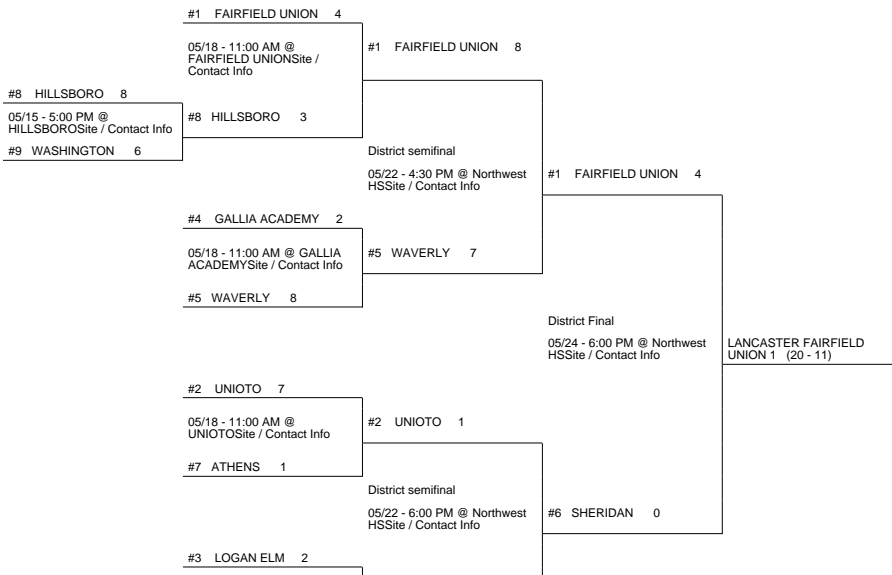 #1 FAIRFIELD UNION 4
05/18 - 11:00 AM @
FAIRFIELD UNIONSite /
Contact Info
#1 FAIRFIELD UNION 8
#8 HILLSBORO 8
05/15 - 5:00 PM @
HILLSBOROSite / Contact Info
#9 WASHINGTON 6
#8 HILLSBORO 3
District semifinal
05/22 - 4:30 PM @ Northwest
HSSite / Contact Info
#1 FAIRFIELD UNION 4
#4 GALLIA ACADEMY 2
05/18 - 11:00 AM @ GALLIA
ACADEMYSite / Contact Info
#5 WAVERLY 7
#5 WAVERLY 8
District Final
05/24 - 6:00 PM @ Northwest
HSSite / Contact Info
LANCASTER FAIRFIELD
UNION 1 (20 - 11)
#2 UNIOTO 7
05/18 - 11:00 AM @
UNIOTOSite / Contact Info
#2 UNIOTO 1
#7 ATHENS 1
District semifinal
05/22 - 6:00 PM @ Northwest
HSSite / Contact Info
#6 SHERIDAN 0
#3 LOGAN ELM 2